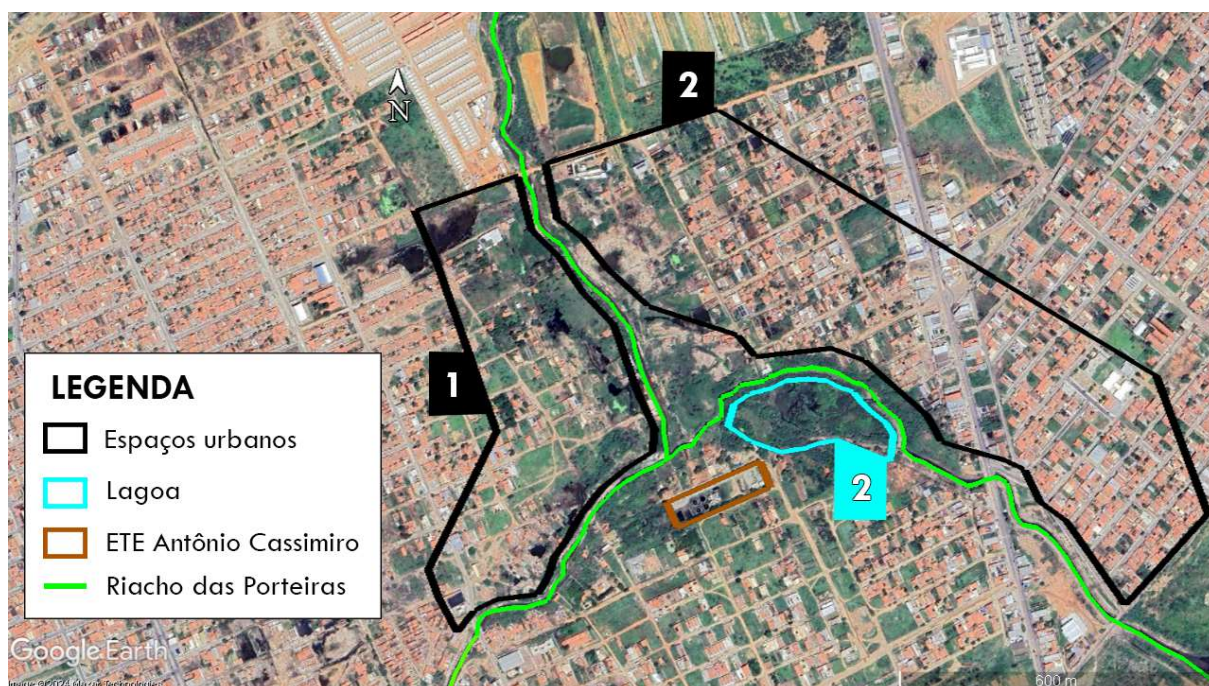 2
N
1
LEGENDA
Espaços urbanos
Lagoa
ETE Antônio Cassimiro
Riacho das Porteiras
2
Google Earth
600 m